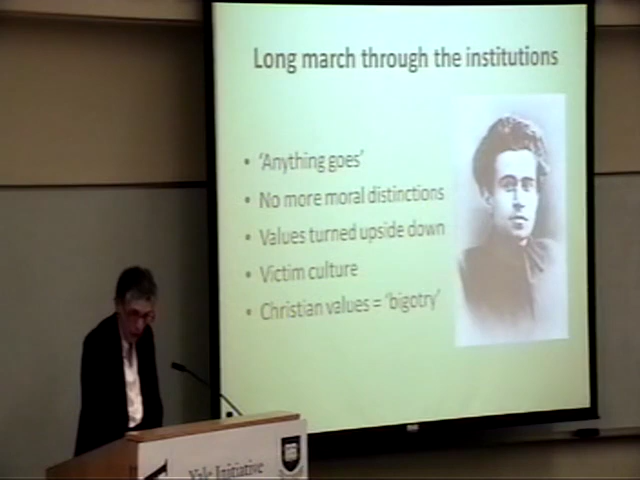 Long march through the institutions
• 'Anything goes'
• No more moral distinctions
• Values turned upside down
• Victim culture
• Christian values = 'bigotry'
Yale Initiative